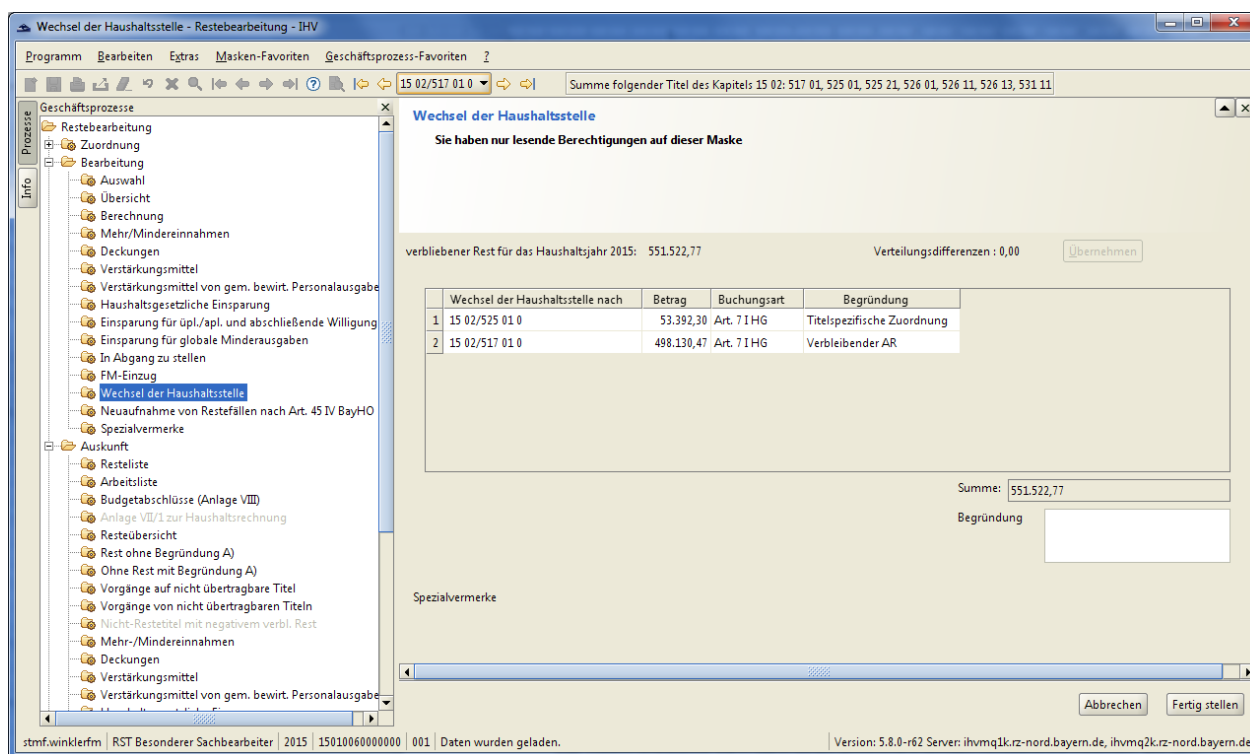 Wechsel der Haushaltsstelle - Restebearbeitung - IHV
Programm Bearbeiten Extras Masken-Favoriten Geschäftsprozess-Favoriten ?
15 02/517 01 0
Summe folgender Titel des Kapitels 15 02: 517 01, 525 01, 525 21, 526 01, 526 11, 526 13, 531 11
Prozesse
Info
Geschäftsprozesse
Restebearbeitung
Zuordnung
Bearbeitung
Auswahl
Übersicht
Berechnung
Mehr/Mindereinnahmen
Deckungen
Verstärkungsmittel
Verstärkungsmittel von gem. bewirt. Personalausgabe
Haushaltsgesetzliche Einsparung
Einsparung für üpl./apl. und abschließende Willigung
Einsparung für globale Minderausgaben
In Abgang zu stellen
FM-Einzug
Wechsel der Haushaltsstelle
Neuaufnahme von Restefällen nach Art. 45 IV BayHO
Spezialvermerke
Auskunft
Resteliste
Arbeitsliste
Budgetabschlüsse (Anlage VIII)
Anlage VII/1 zur Haushaltsrechnung
Resteübersicht
Rest ohne Begründung A)
Ohne Rest mit Begründung A)
Vorgänge auf nicht übertragbare Titel
Vorgänge von nicht übertragbaren Titeln
Nicht-Restetitel mit negativem verbl. Rest
Mehr-/Mindereinnahmen
Deckungen
Verstärkungsmittel
Verstärkungsmittel von gem. bewirt. Personalausgabe
Wechsel der Haushaltsstelle
Sie haben nur lesende Berechtigungen auf dieser Maske
verbliebener Rest für das Haushaltsjahr 2015: 551.522,77 Verteilungsdifferenzen : 0,00 Übernehmen
Wechsel der Haushaltsstelle nach Betrag Buchungsart Begründung
1 15 02/525 01 0 53.392,30 Art. 7 I HG Titelspezifische Zuordnung
2 15 02/517 01 0 498.130,47 Art. 7 I HG Verbleibender AR
Summe: 551.522,77
Begründung
Spezialvermerke
Abbrechen Fertig stellen
stmf.winklerfm RST Besonderer Sachbearbeiter 2015 15010060000000 001 Daten wurden geladen. Version: 5.8.0-r62 Server: ihvmq1k.rz-nord.bayern.de, ihvmq2k.rz-nord.bayern.de